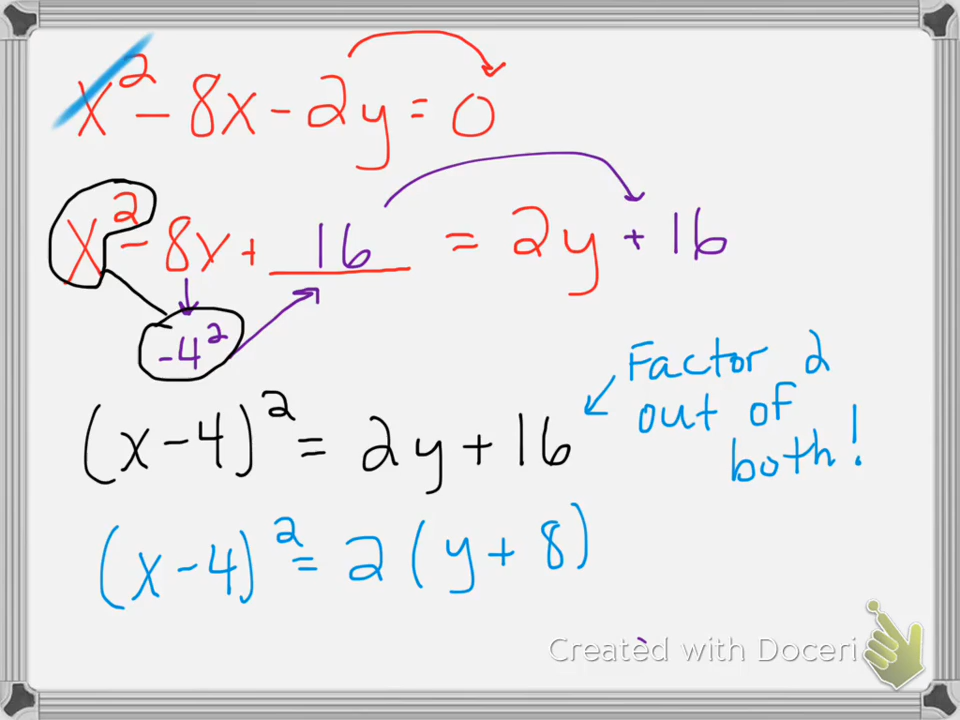 x² - 8x - 2y = 0
x² - 8x + 16 = 2y + 16
-4²
(x - 4)² = 2y + 16
Factor 2
out of
both!
(x - 4)² = 2(y + 8)
Created with Doceri